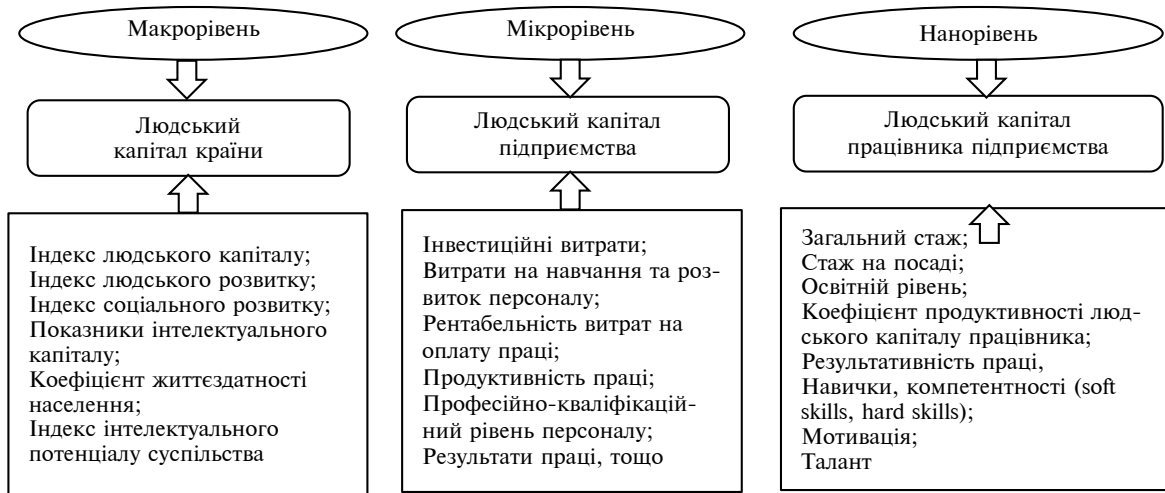 Макрорівень
Людський
капітал країни
Індекс людського капіталу;
Індекс людського розвитку;
Індекс соціального розвитку;
Показники інтелектуального
капіталу;
Коефіцієнт життєздатності
населення;
Індекс інтелектуального
потенціалу суспільства
Мікрорівень
Людський капітал
підприємства
Інвестиційні витрати;
Витрати на навчання та роз-
виток персоналу;
Рентабельність витрат на
оплату праці;
Продуктивність праці;
Професійно-кваліфікацій-
ний рівень персоналу;
Результати праці, тощо
Нанорівень
Людський капітал
працівника підприємства
Загальний стаж;
Стаж на посаді;
Освітній рівень;
Коефіцієнт продуктивності люд-
ського капіталу працівника;
Результативність праці,
Навички, компетентності (soft
skills, hard skills);
Мотивація;
Талант